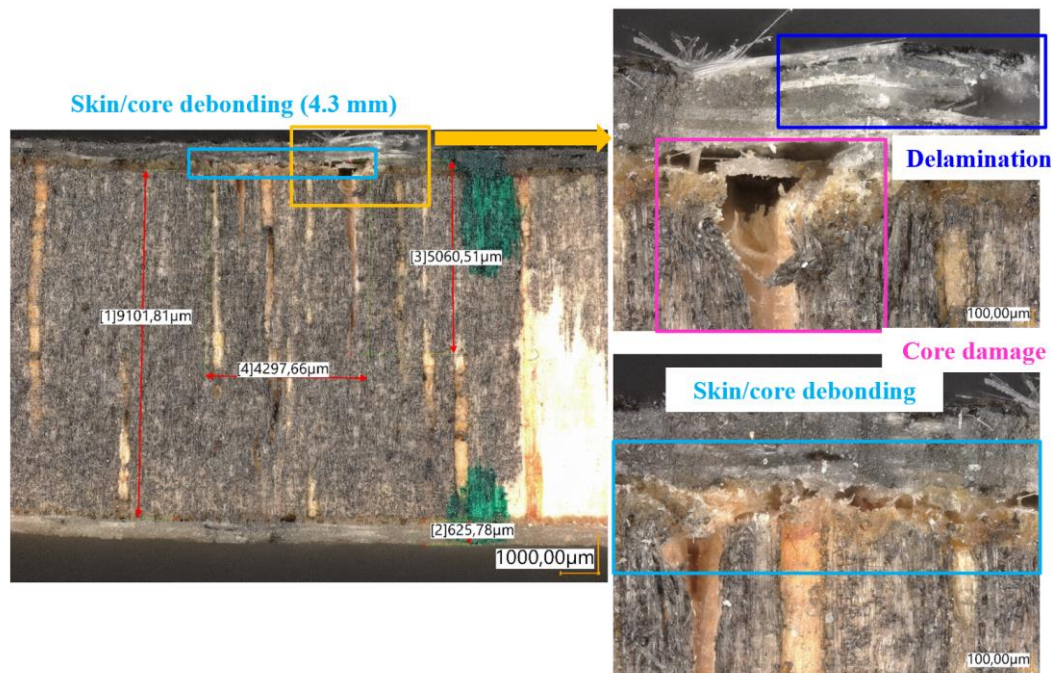 Skin/core debonding (4.3 mm)
[1]9101,81µm
[3]5060,51µm
[4]4297,66µm
[2]625,78µm
1000,00µm
Delamination
100,00µm
Core damage
Skin/core debonding
100,00µm